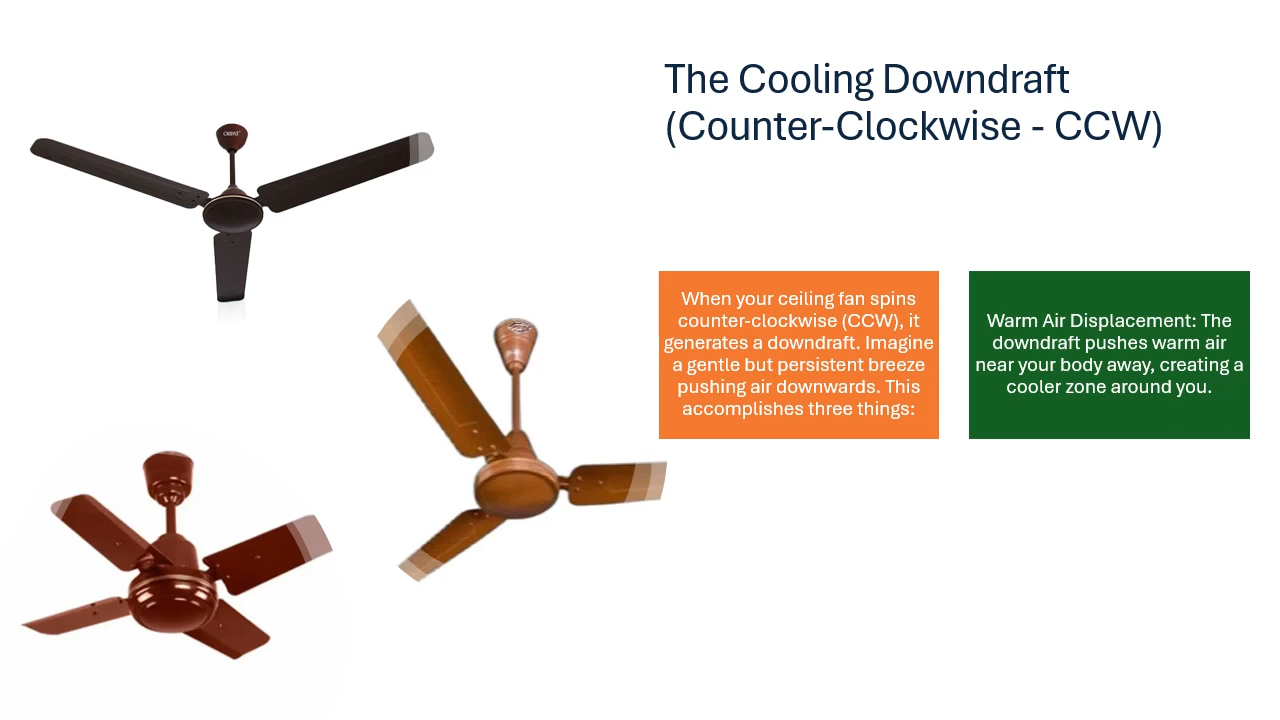 The Cooling Downdraft
(Counter-Clockwise - CCW)
ORPAT
When your ceiling fan spins
counter-clockwise (CCW), it
generates a downdraft. Imagine
a gentle but persistent breeze
pushing air downwards. This
accomplishes three things:
Warm Air Displacement: The
downdraft pushes warm air
near your body away, creating a
cooler zone around you.